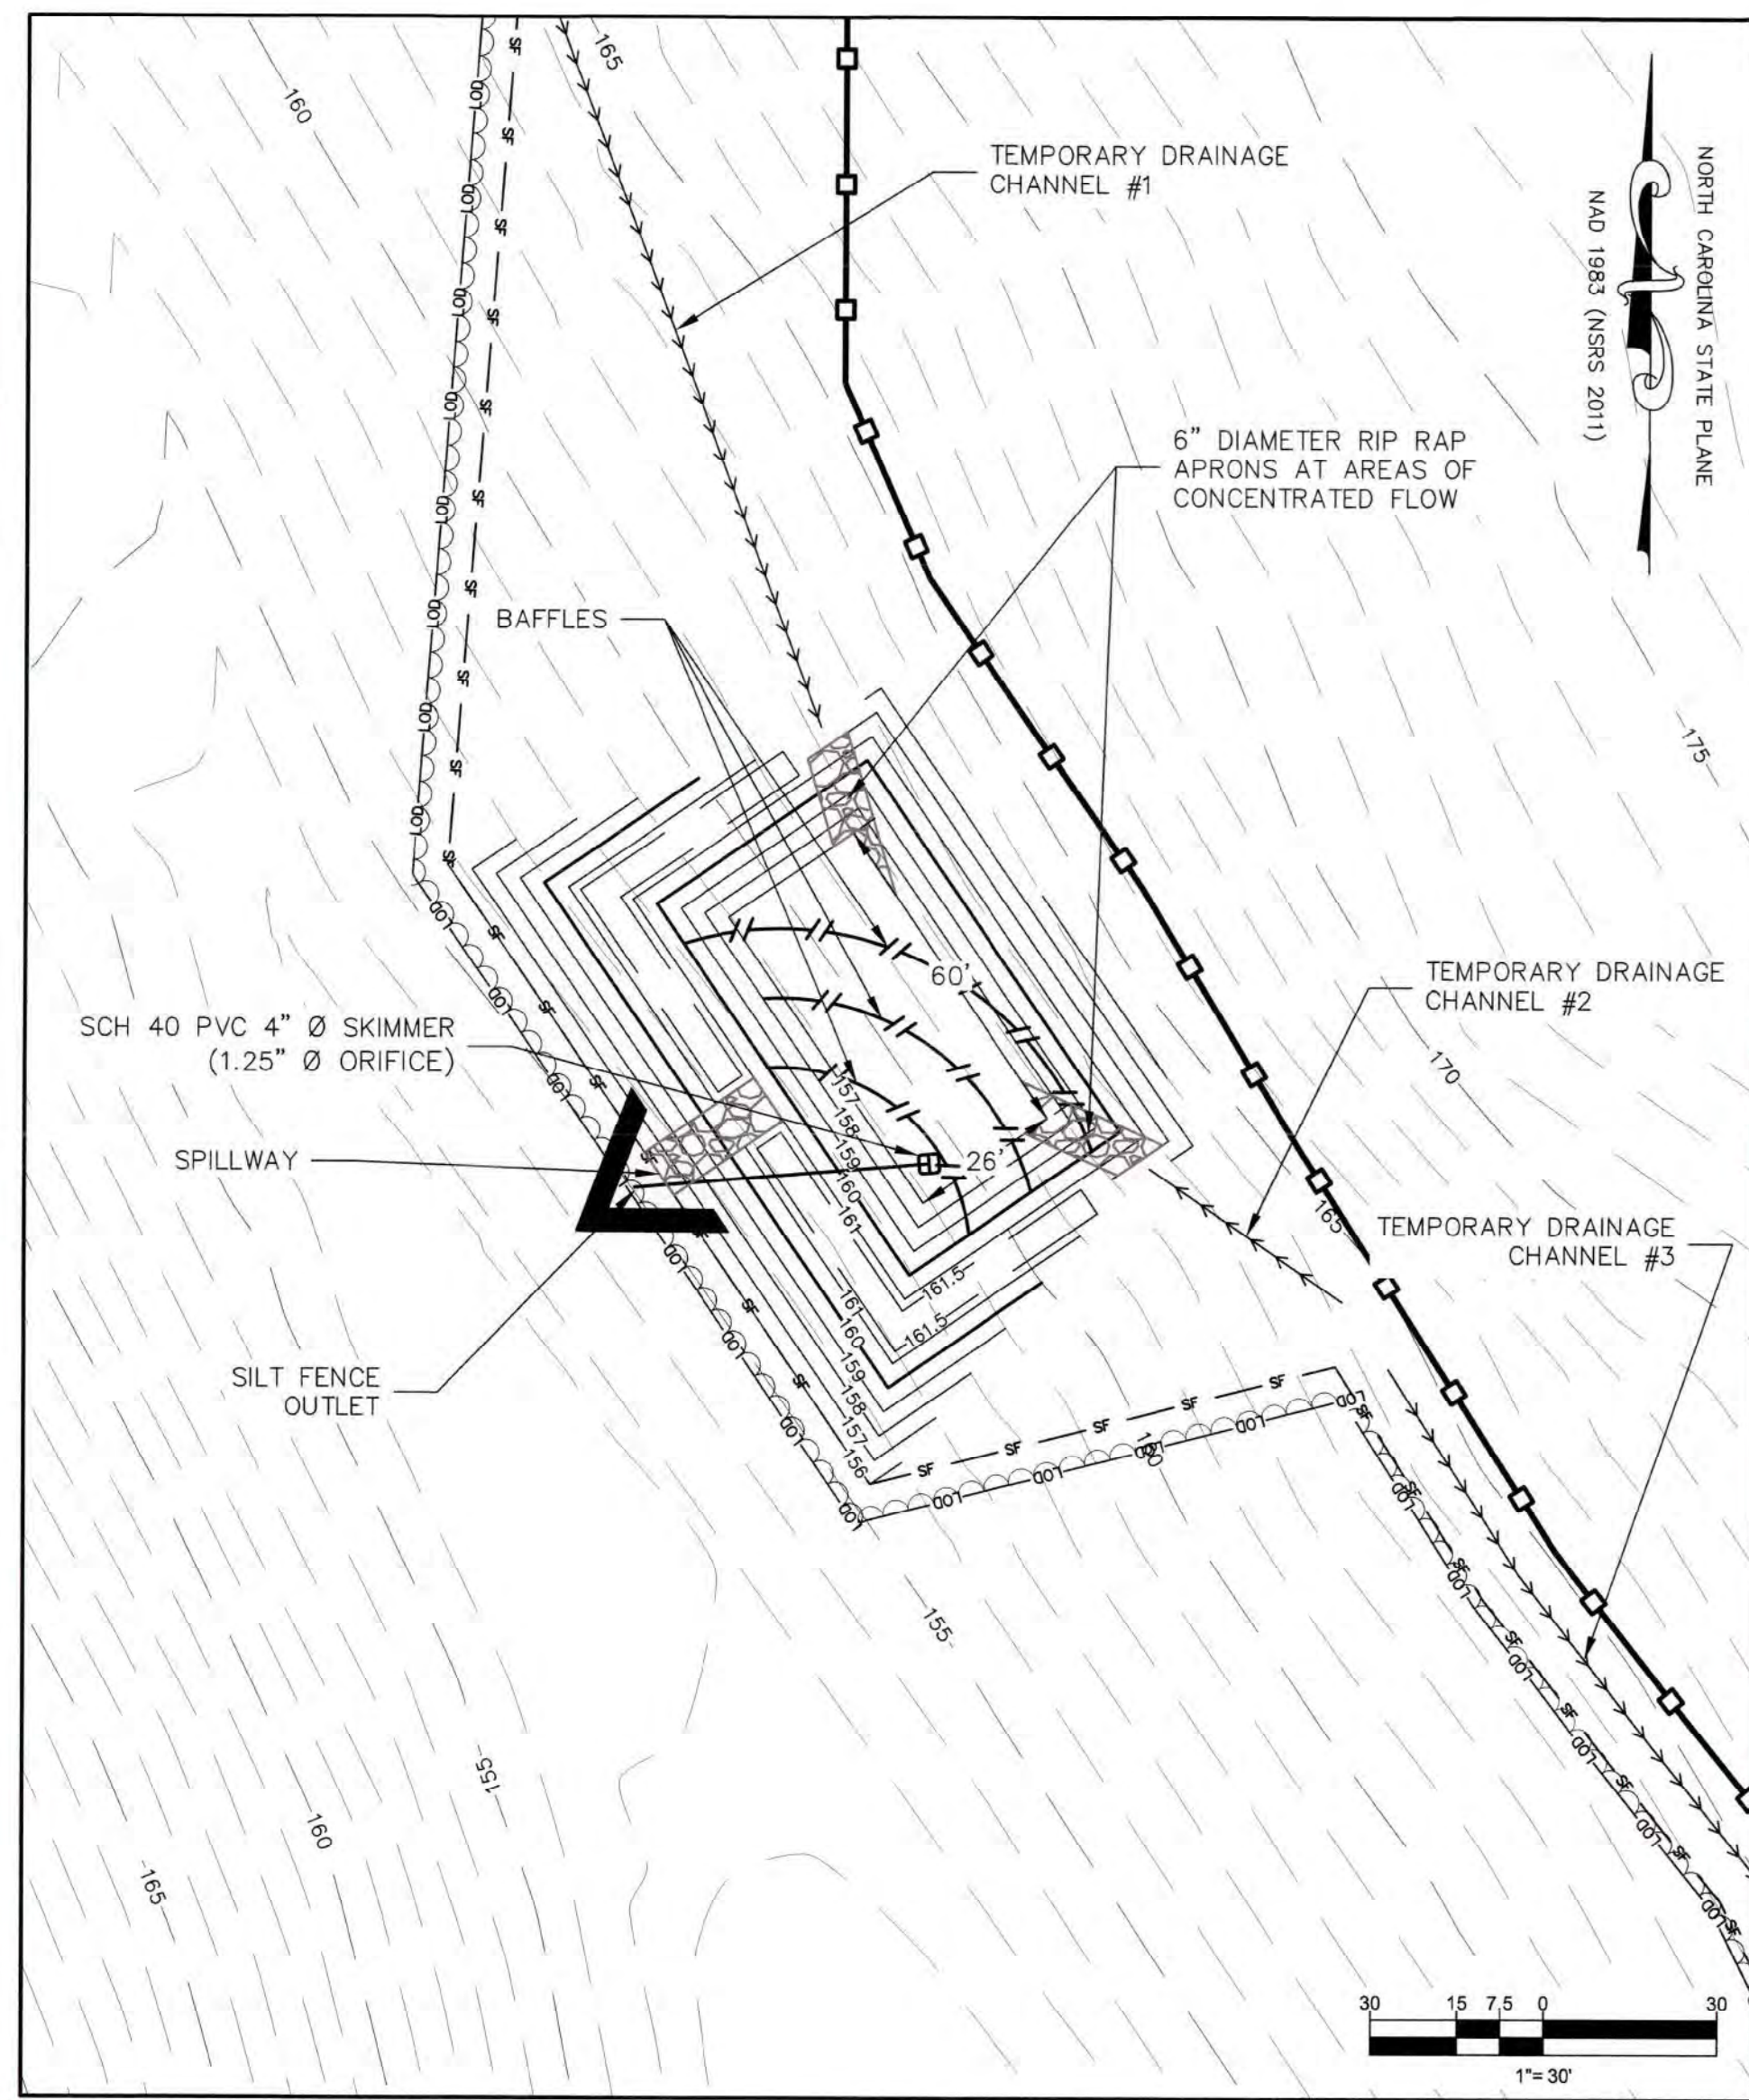 165
160
TEMPORARY DRAINAGE
CHANNEL #1
NORTH CAROLINA STATE PLANE
NAD 1983 (NSRS 2011)
6" DIAMETER RIP RAP
APRONS AT AREAS OF
CONCENTRATED FLOW
BAFFLES
175
60'
TEMPORARY DRAINAGE
CHANNEL #2
SCH 40 PVC 4" Ø SKIMMER
(1.25" Ø ORIFICE)
170
157
158
159
160
161
26'
SPILLWAY
165
TEMPORARY DRAINAGE
CHANNEL #3
161.5
161.5
161
160
159
158
157
156
SILT FENCE
OUTLET
SF
LOD
160
155
155
160
165
30 15 7.5 0 30
1"= 30'